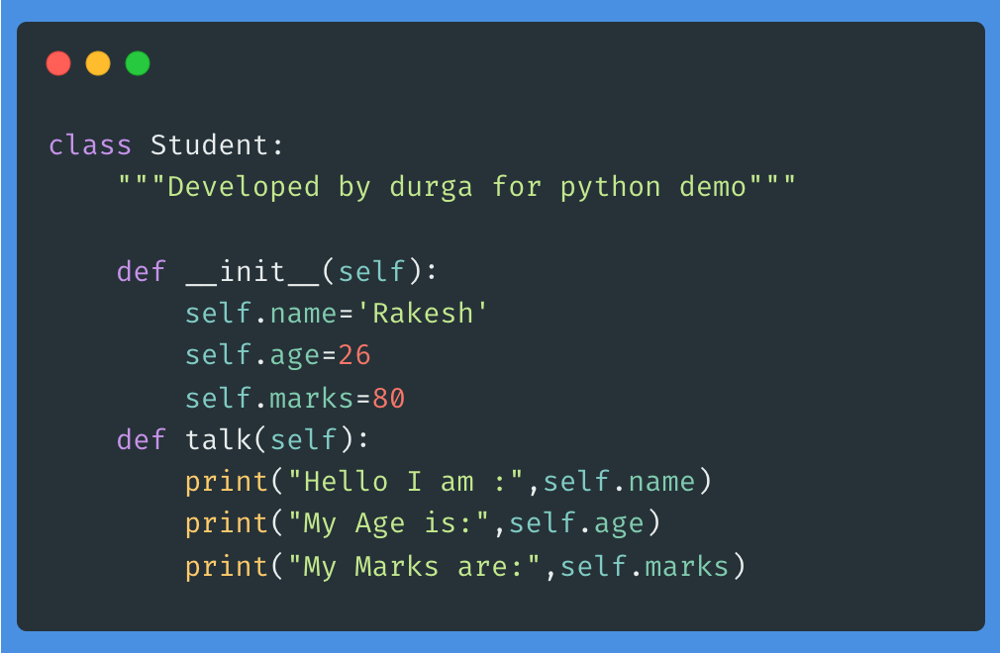 class Student:
    """Developed by durga for python demo"""

    def __init__(self):
        self.name='Rakesh'
        self.age=26
        self.marks=80
    def talk(self):
        print("Hello I am :",self.name)
        print("My Age is:",self.age)
        print("My Marks are:",self.marks)